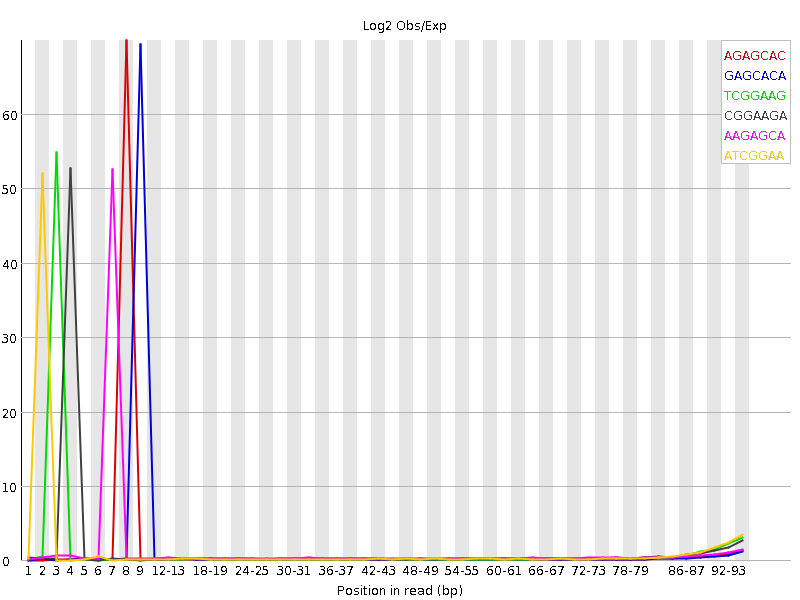 Log2 Obs/Exp
AGAGCAC
GAGCACA
TCGGAAG
CGGAAGA
AAGAGCA
ATCGGAA
60
50
40
30
20
10
0
1 2 3 4 5 6 7 8 9 12-13 18-19 24-25 30-31 36-37 42-43 48-49 54-55 60-61 66-67 72-73 78-79 86-87 92-93
Position in read (bp)